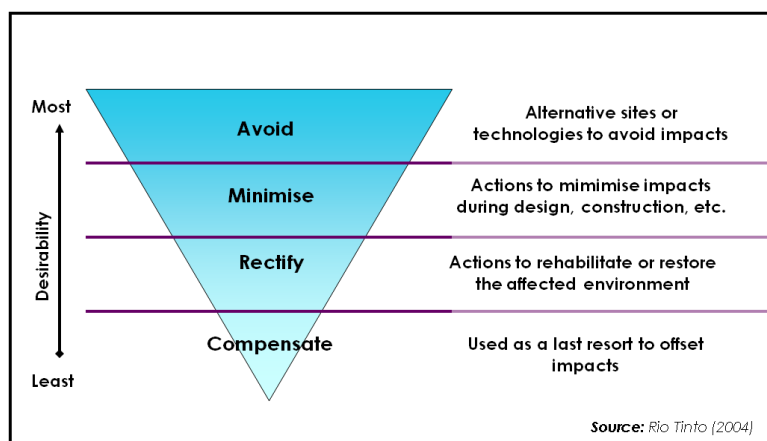 Most
Avoid
Alternative sites or
technologies to avoid impacts
Minimise
Actions to mimimise impacts
during design, construction, etc.
Desirability
Rectify
Actions to rehabilitate or restore
the affected environment
Compensate
Used as a last resort to offset
impacts
Least
Source: Rio Tinto (2004)